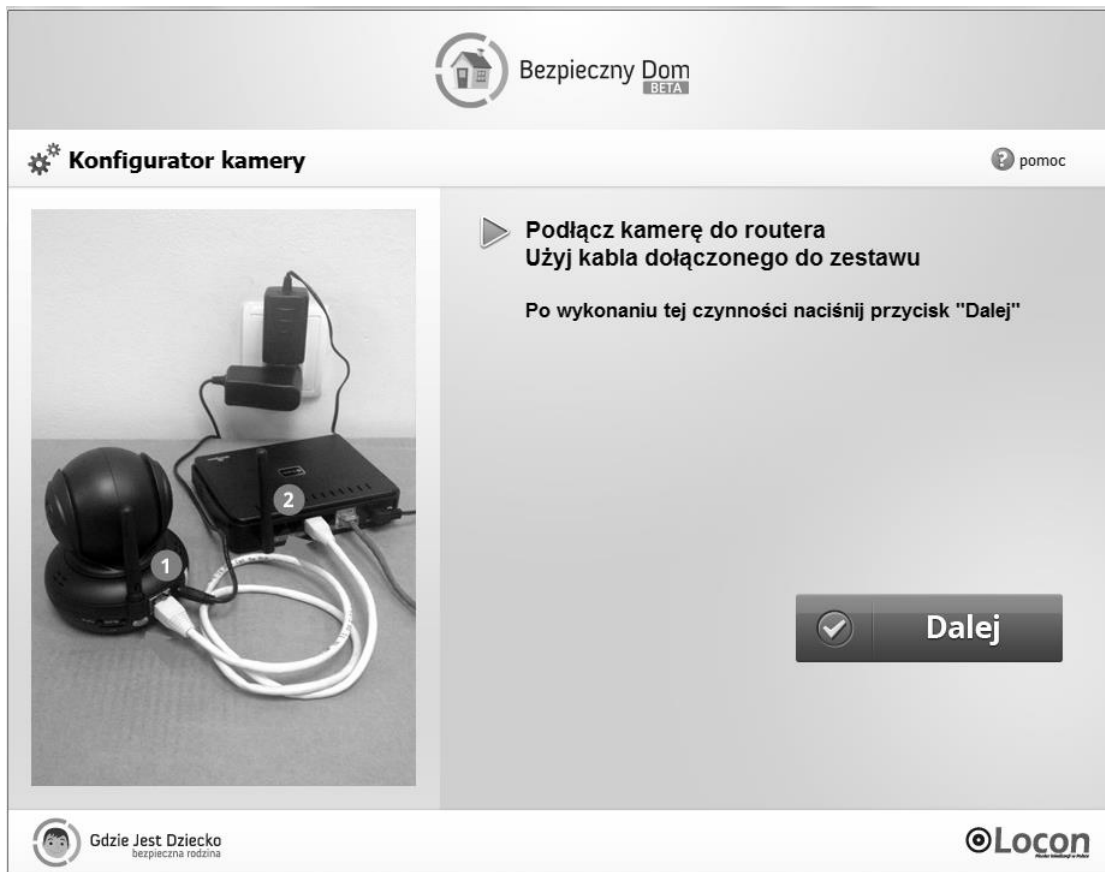 Bezpieczny Dom
BETA
Konfigurator kamery
? pomoc
Podłącz kamerę do routera
Użyj kabla dołączonego do zestawu
Po wykonaniu tej czynności naciśnij przycisk "Dalej"
2
1
Dalej
Gdzie Jest Dziecko
bezpieczna rodzina
Locon